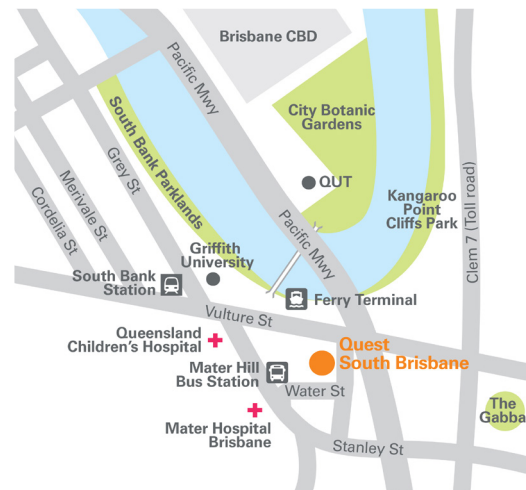 Brisbane CBD
Pacific Mwy
City Botanic
Gardens
South Bank Parklands
Grey St
Merivale St
Cordelia St
QUT
Kangaroo
Point
Cliffs Park
Clem 7 (Toll road)
Pacific Mwy
Griffith
University
South Bank
Station
Ferry Terminal
Vulture St
Queensland
Children's Hospital
Quest
South Brisbane
Mater Hill
Bus Station
Water St
The
Gabba
Mater Hospital
Brisbane
Stanley St